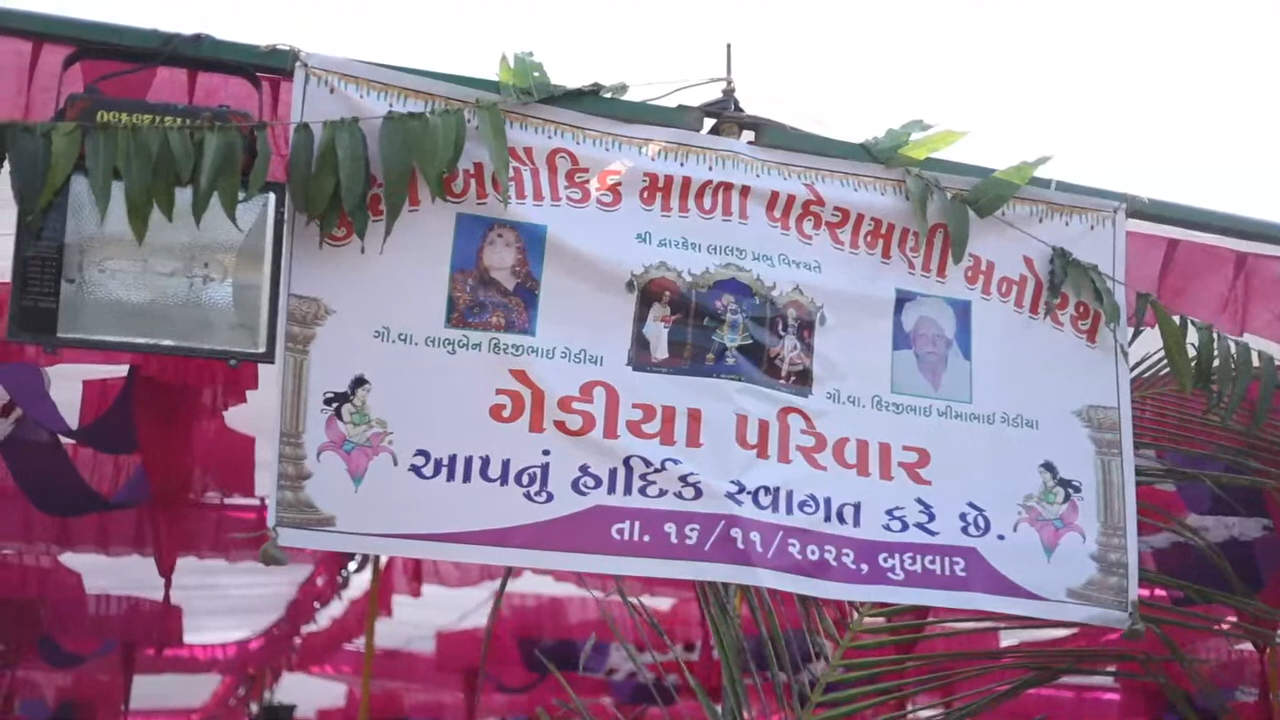 અલૌકિક માળા પહેરામણી મનોરથ
શ્રી દ્વારકેશ લાલજી પ્રભુ વિજયતે
ગૌ.વા. લાભુબેન હિરજીભાઈ ગેડીયા
ગૌ.વા. હિરજીભાઈ ખીમાભાઈ ગેડીયા
ગેડીયા પરિવાર
આપનું હાર્દિક સ્વાગત કરે છે.
તા. ૧૬/૧૧/૨૦૨૨, બુધવાર